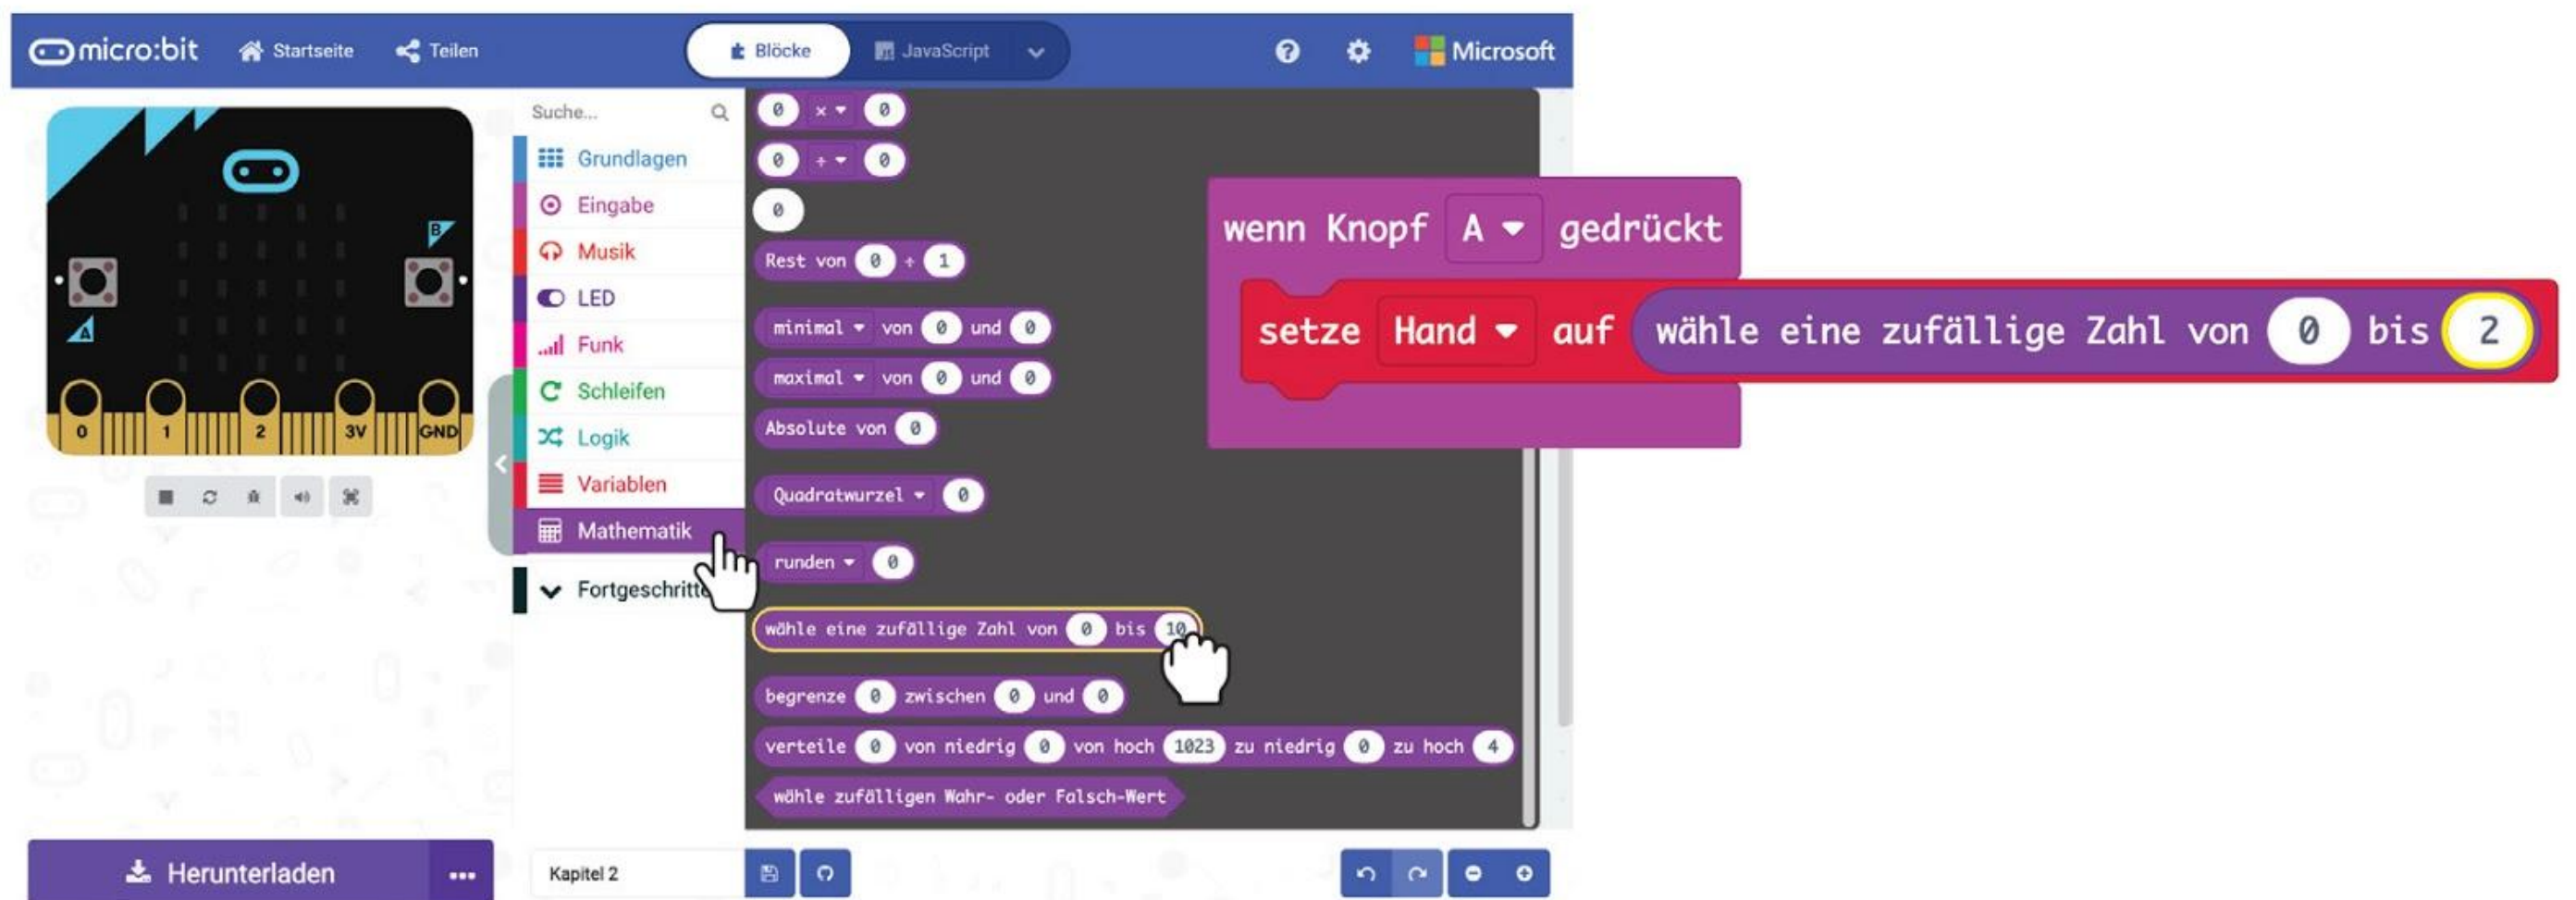 micro:bit Startseite Teilen Blöcke JavaScript ? Microsoft
B
A
0 1 2 3V GND
Suche...
Grundlagen
Eingabe
Musik
LED
Funk
Schleifen
Logik
Variablen
Mathematik
Fortgeschritte
0 × 0
0 ÷ 0
0
Rest von 0 ÷ 1
minimal von 0 und 0
maximal von 0 und 0
Absolute von 0
Quadratwurzel 0
runden 0
wähle eine zufällige Zahl von 0 bis 10
begrenze 0 zwischen 0 und 0
verteile 0 von niedrig 0 von hoch 1023 zu niedrig 0 zu hoch 4
wähle zufälligen Wahr- oder Falsch-Wert
wenn Knopf A gedrückt
setze Hand auf wähle eine zufällige Zahl von 0 bis 2
Herunterladen ••• Kapitel 2